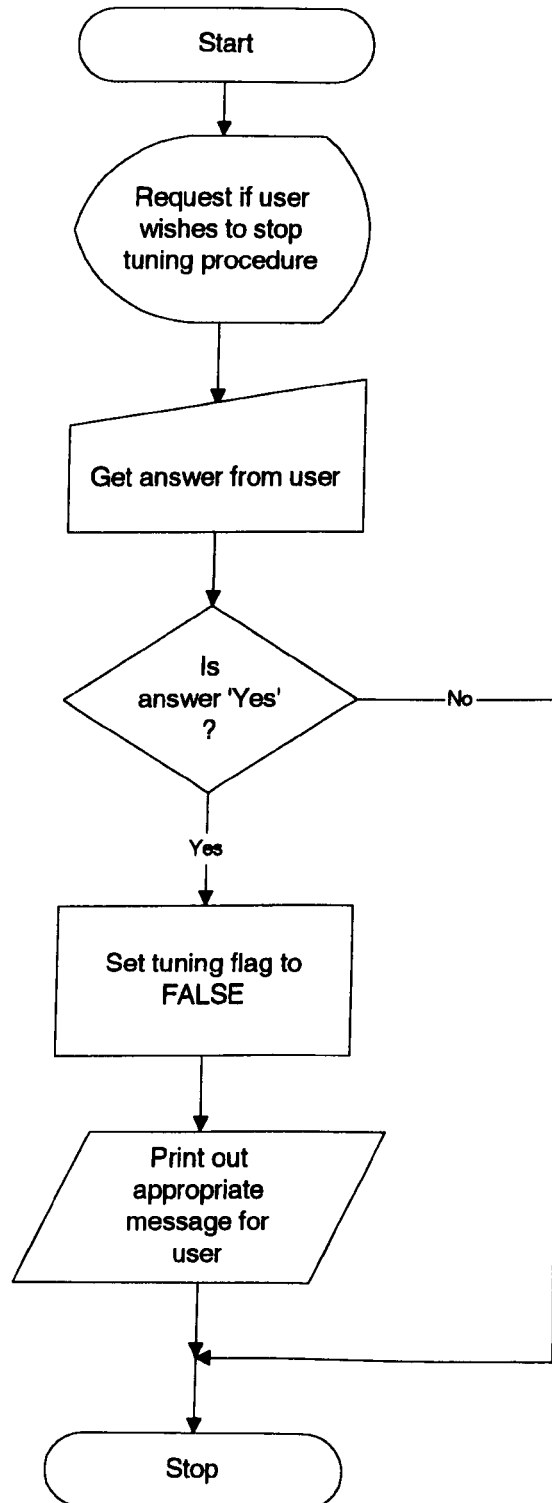 Start
Request if user
wishes to stop
tuning procedure
Get answer from user
Is
answer 'Yes'
?
No
Yes
Set tuning flag to
FALSE
Print out
appropriate
message for
user
Stop